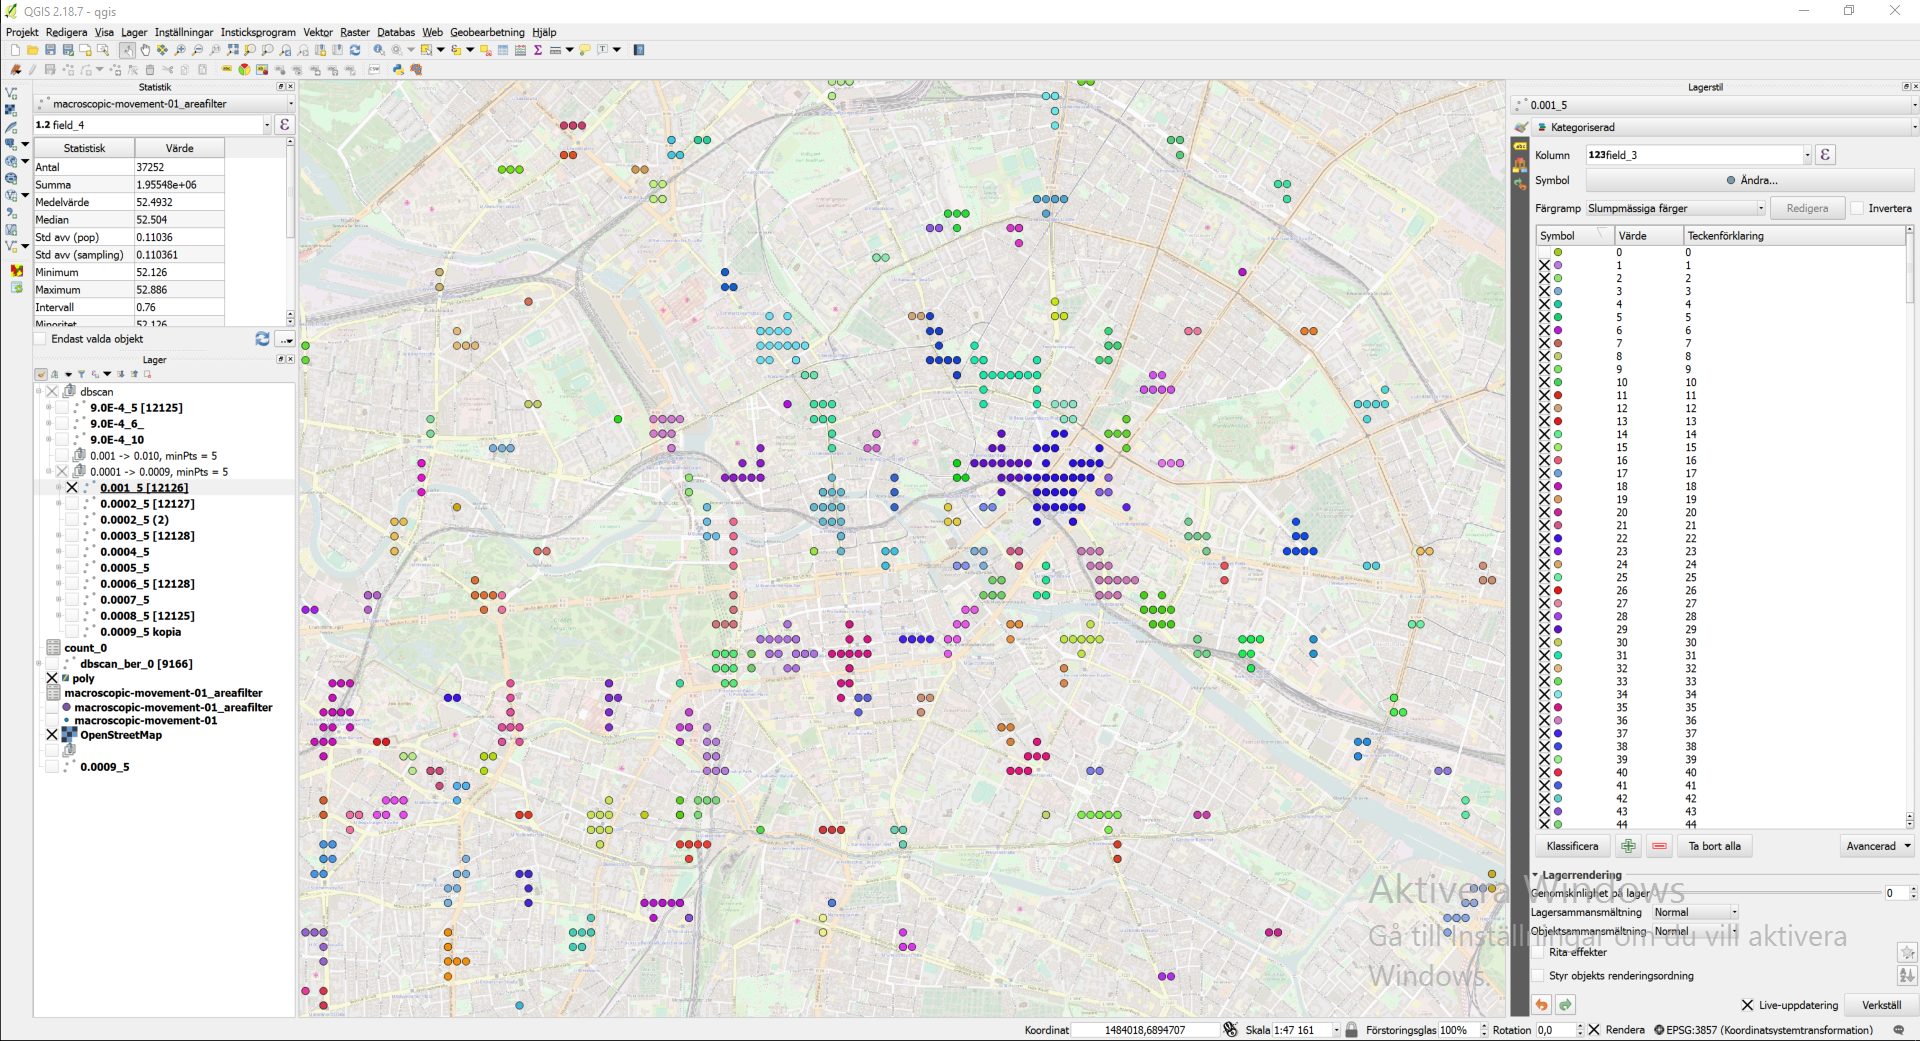 QGIS 2.18.7 - qgis
Projekt Redigera Visa Lager Inställningar Insticksprogram Vektor Raster Databas Web Geobearbetning Hjälp
Statistik
macroscopic-movement-01_areafilter
1.2 field_4
Statistisk Värde
Antal 37252
Summa 1.95548e+06
Medelvärde 52.4932
Median 52.504
Std avv (pop) 0.11036
Std avv (sampling) 0.110361
Minimum 52.126
Maximum 52.886
Intervall 0.76
Minoritet 52.126
Endast valda objekt
Lager
dbscan
9.0E-4_5 [12125]
9.0E-4_6_
9.0E-4_10
0.001 -> 0.010, minPts = 5
0.0001 -> 0.0009, minPts = 5
0.001_5 [12126]
0.0002_5 [12127]
0.0002_5 (2)
0.0003_5 [12128]
0.0004_5
0.0005_5
0.0006_5 [12128]
0.0007_5
0.0008_5 [12125]
0.0009_5 kopia
count_0
dbscan_ber_0 [9166]
poly
macroscopic-movement-01_areafilter
macroscopic-movement-01_areafilter
macroscopic-movement-01
OpenStreetMap
0.0009_5
Lagerstil
0.001_5
Kategoriserad
Kolumn 123 field_3
Symbol Ändra...
Färgramp Slumpmässiga färger Redigera Invertera
Symbol Värde Teckenförklaring
0 0
1 1
2 2
3 3
4 4
5 5
6 6
7 7
8 8
9 9
10 10
11 11
12 12
13 13
14 14
15 15
16 16
17 17
18 18
19 19
20 20
21 21
22 22
23 23
24 24
25 25
26 26
27 27
28 28
29 29
30 30
31 31
32 32
33 33
34 34
35 35
36 36
37 37
38 38
39 39
40 40
41 41
42 42
43 43
44 44
Klassificera Ta bort alla Avancerad
Lagerrendering
Genomskinlighet på lager 0
Lagersammansmältning Normal
Objektsammansmältning Normal
Rita effekter
Styr objekts renderingsordning
Live-uppdatering Verkställ
Aktivera Windows
Gå till Inställningar om du vill aktivera
Windows.
Koordinat 1484018,6894707 Skala 1:47 161 Förstoringsglas 100% Rotation 0,0 Rendera EPSG:3857 (Koordinatsystemtransformation)